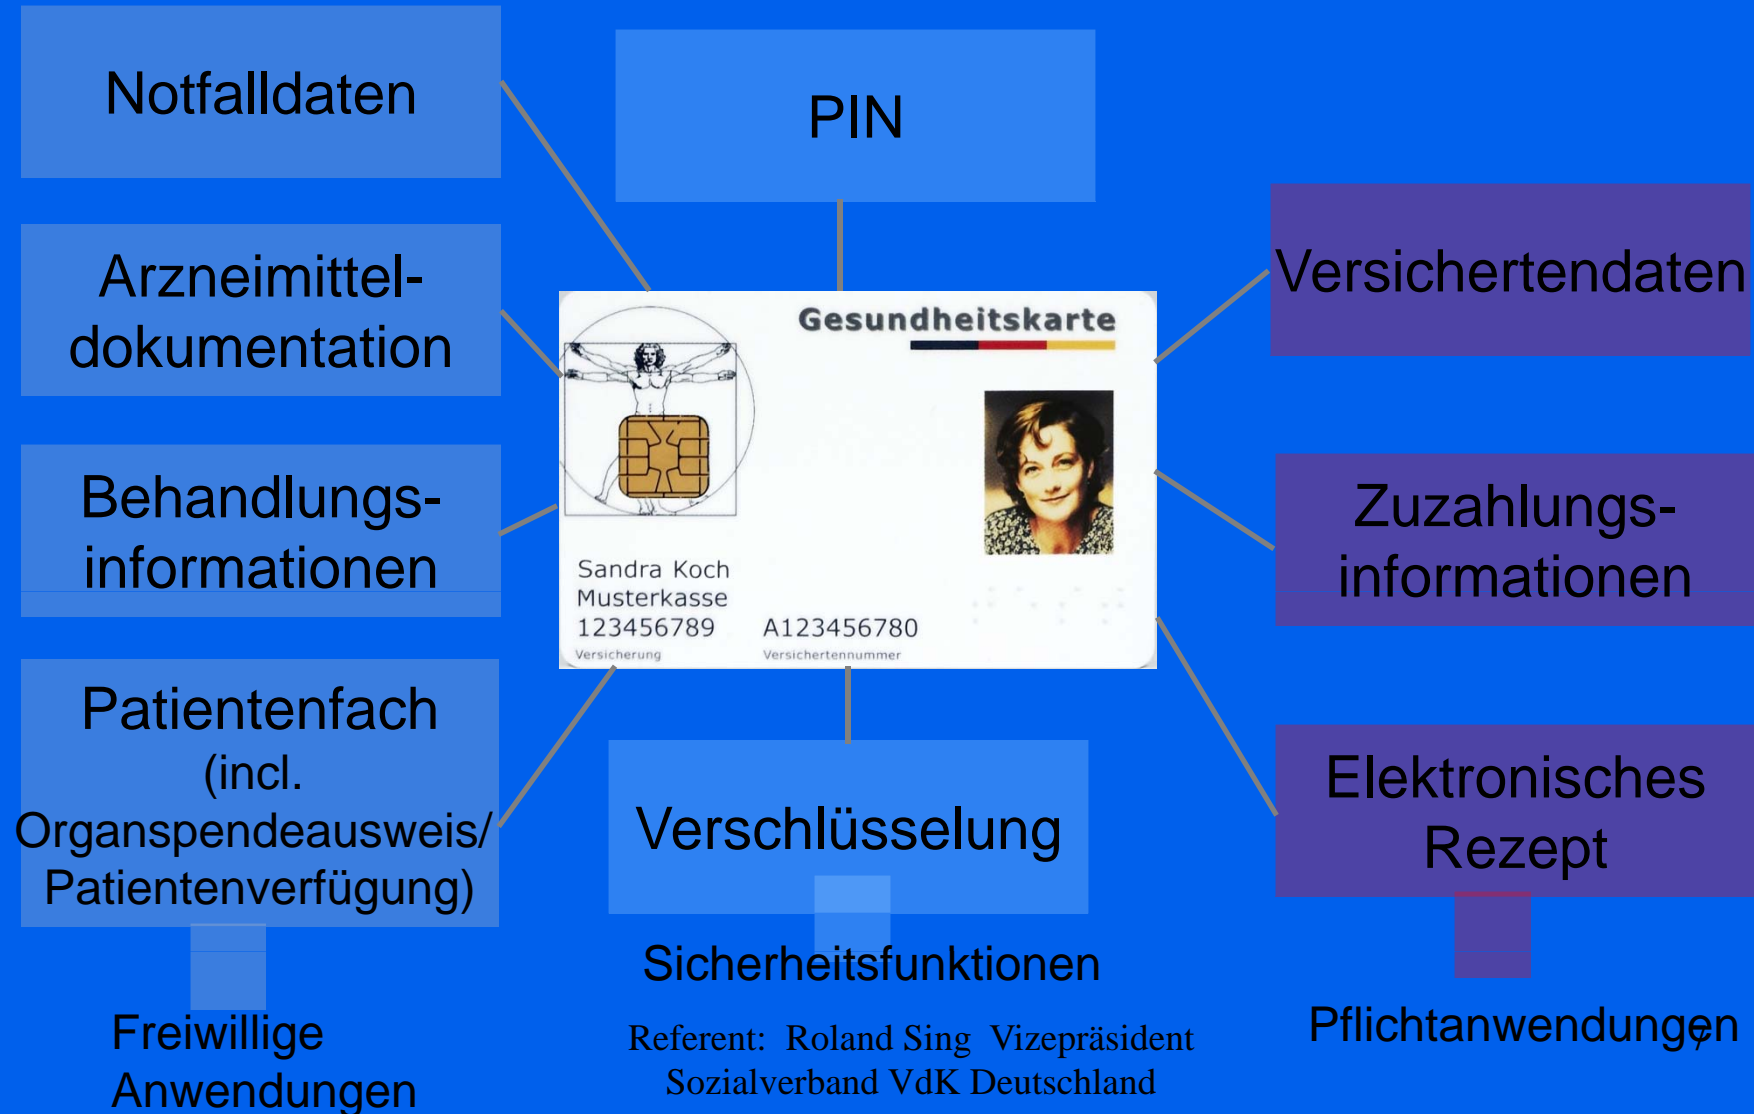 Notfalldaten
PIN
Arzneimittel-
dokumentation
Versichertendaten
Gesundheitskarte
Behandlungs-
informationen
Zuzahlungs-
informationen
Sandra Koch
Musterkasse
123456789 A123456780
Versicherung Versichertennummer
Patientenfach
(incl.
Organspendeausweis/
Patientenverfügung)
Verschlüsselung
Elektronisches
Rezept
Sicherheitsfunktionen
Freiwillige
Anwendungen
Pflichtanwendungen
7
Referent: Roland Sing Vizepräsident
Sozialverband VdK Deutschland